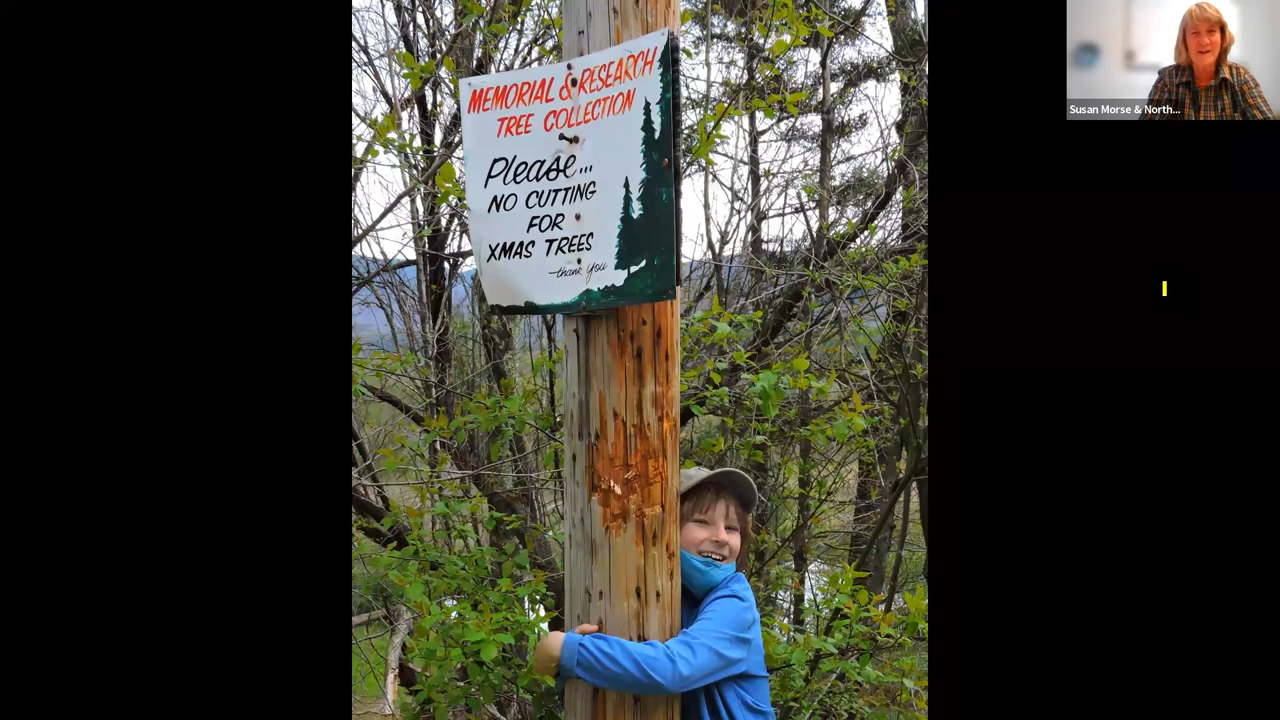 MEMORIAL & RESEARCH
TREE COLLECTION
Please...
NO CUTTING
FOR
XMAS TREES
thank you
Susan Morse & North...